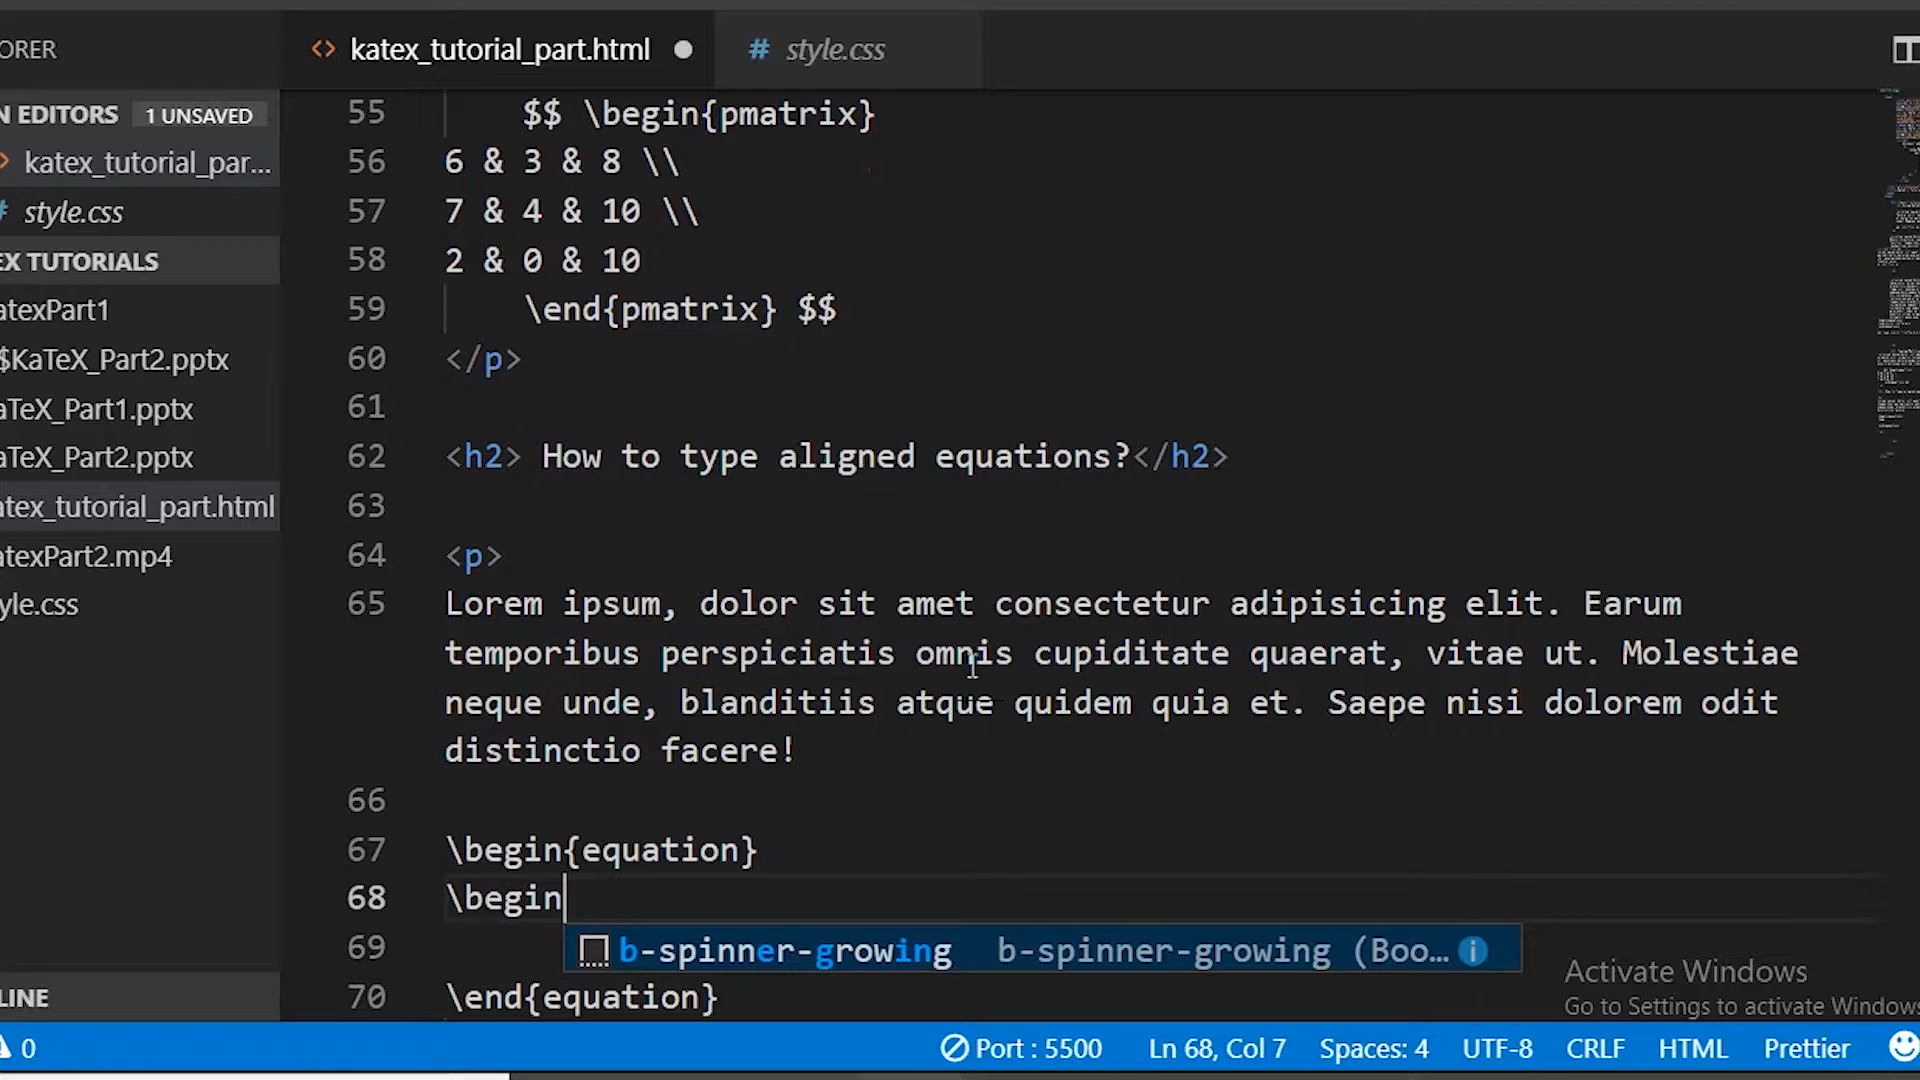 ORER
<> katex_tutorial_part.html ●
# style.css
N EDITORS 1 UNSAVED
katex_tutorial_par...
# style.css
EX TUTORIALS
atexPart1
$KaTeX_Part2.pptx
aTeX_Part1.pptx
aTeX_Part2.pptx
atex_tutorial_part.html
atexPart2.mp4
yle.css
LINE
55 $$ \begin{pmatrix}
56 6 & 3 & 8 \\
57 7 & 4 & 10 \\
58 2 & 0 & 10
59 \end{pmatrix} $$
60 </p>
61
62 <h2> How to type aligned equations?</h2>
63
64 <p>
65 Lorem ipsum, dolor sit amet consectetur adipisicing elit. Earum
temporibus perspiciatis omnis cupiditate quaerat, vitae ut. Molestiae
neque unde, blanditiis atque quidem quia et. Saepe nisi dolorem odit
distinctio facere!
66
67 \begin{equation}
68 \begin
b-spinner-growing b-spinner-growing (Boo...
69
70 \end{equation}
Activate Windows
Go to Settings to activate Windows
0 Port : 5500 Ln 68, Col 7 Spaces: 4 UTF-8 CRLF HTML Prettier